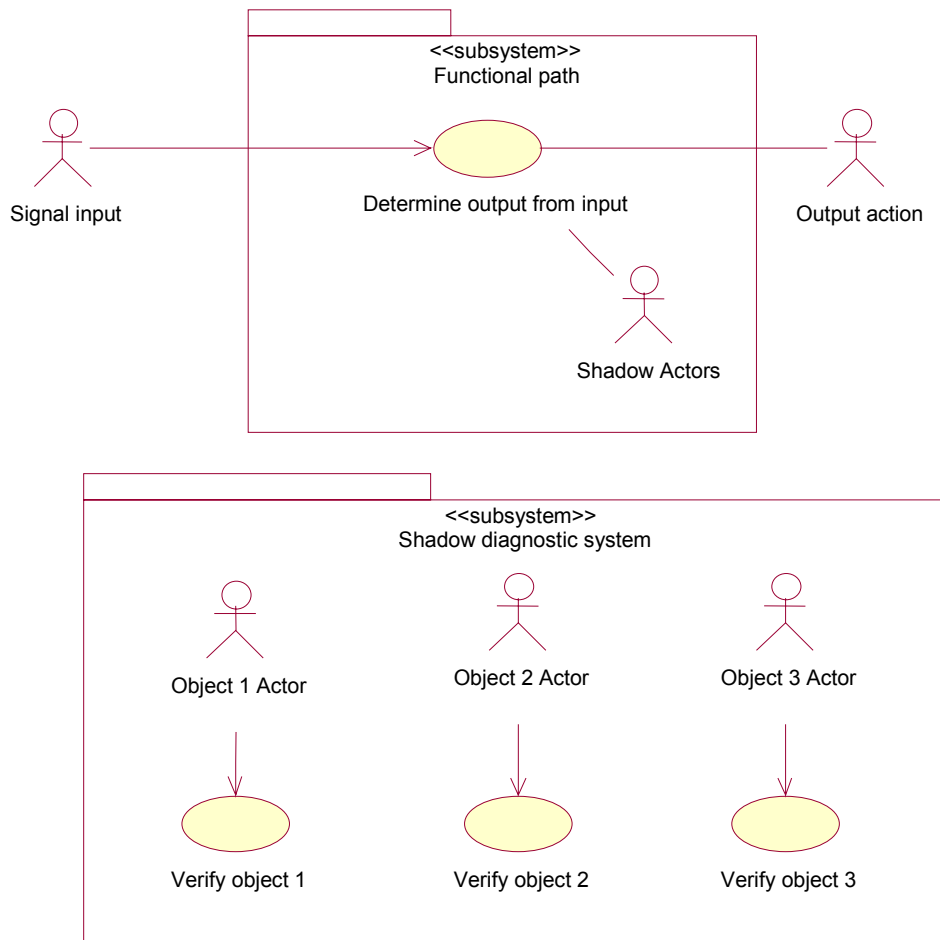 <<subsystem>>
Functional path
Signal input
Determine output from input
Output action
Shadow Actors
<<subsystem>>
Shadow diagnostic system
Object 1 Actor
Object 2 Actor
Object 3 Actor
Verify object 1
Verify object 2
Verify object 3